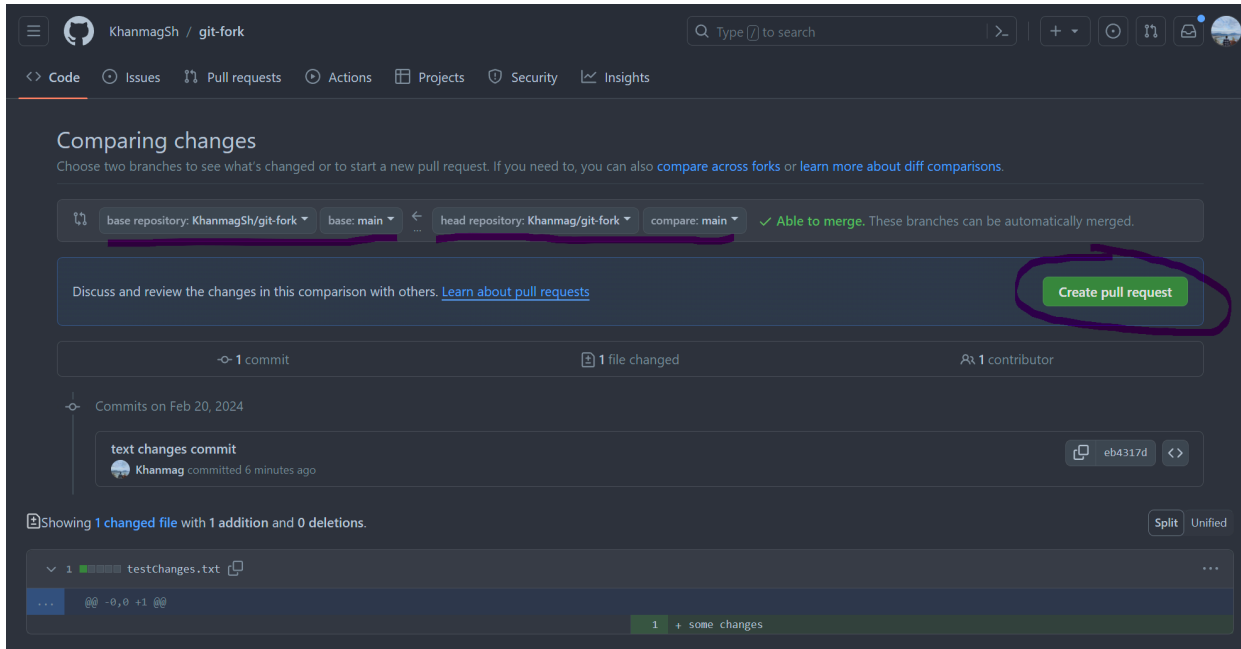 KhanmagSh / git-fork
Type / to search
Code Issues Pull requests Actions Projects Security Insights
Comparing changes
Choose two branches to see what's changed or to start a new pull request. If you need to, you can also compare across forks or learn more about diff comparisons.
base repository: KhanmagSh/git-fork base: main ← head repository: Khanmag/git-fork compare: main ✓ Able to merge. These branches can be automatically merged.
...
Discuss and review the changes in this comparison with others. Learn about pull requests Create pull request
1 commit 1 file changed 1 contributor
Commits on Feb 20, 2024
text changes commit
eb4317d
Khanmag committed 6 minutes ago
Showing 1 changed file with 1 addition and 0 deletions. Split Unified
1 testChanges.txt ...
... @@ -0,0 +1 @@
1 + some changes